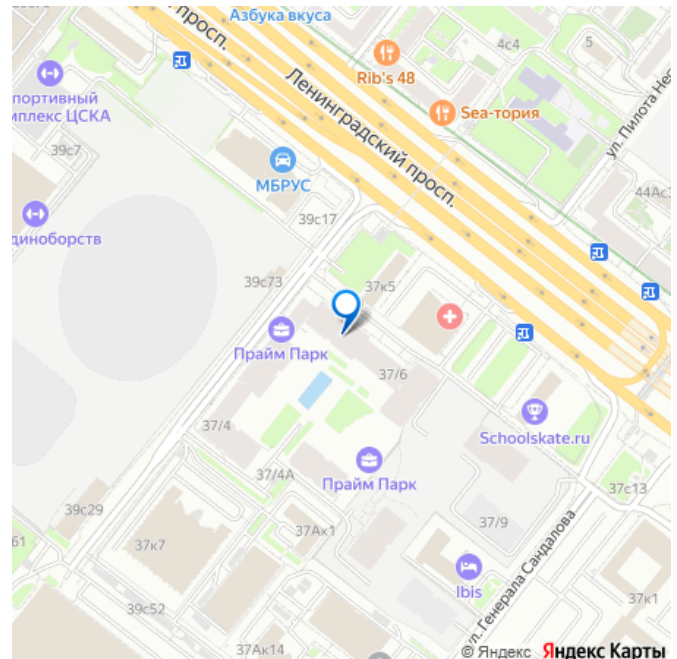 Азбука вкуса
просп.
4с4
5
Rib's 48
Ленинградский просп.
портивный
мплекс ЦСКА
Sea-тория
ул. Пилота Нес
39с7
МБРУС
44Ас
39с17
диноборств
39с73
37к5
Прайм Парк
37/6
37/4
Schoolskate.ru
37/4А
Прайм Парк
37с13
39с29
37Ак1
37/9
61
37к7
ул. Генерала Сандалова
Ibis
39с52
37к1
37Ак14
© Яндекс Яндекс Карты